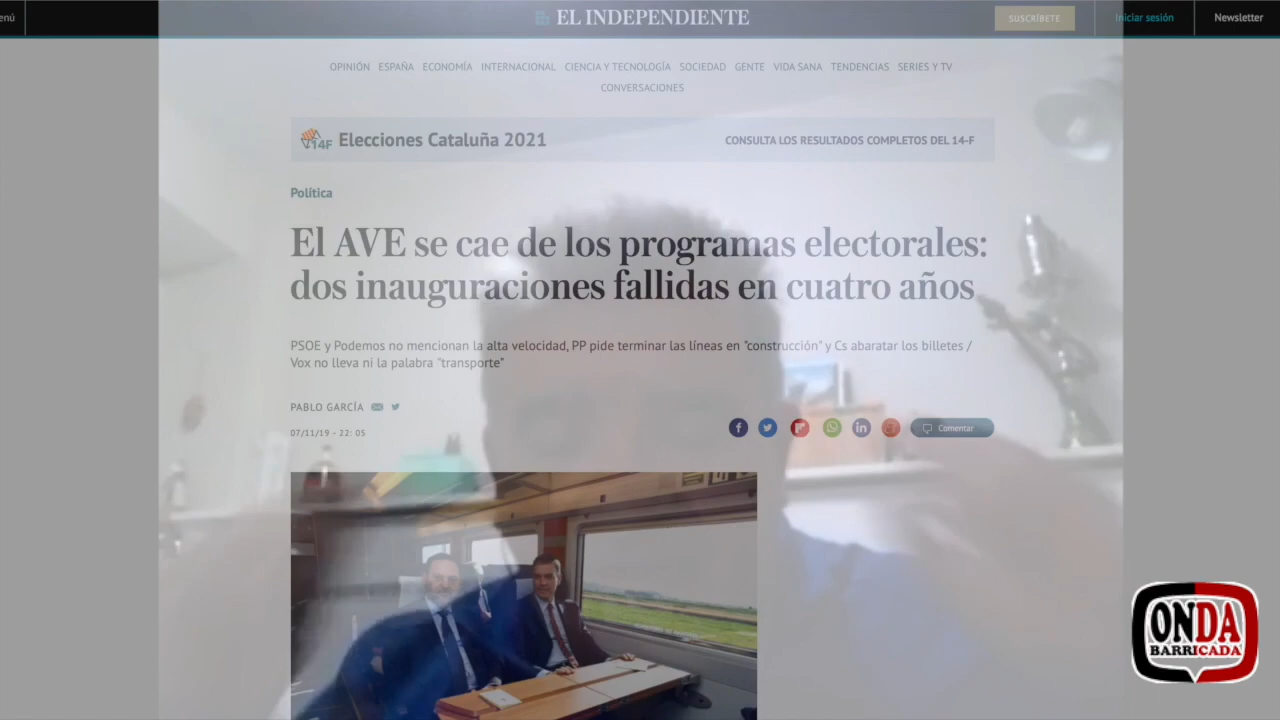 enú
EL INDEPENDIENTE
SUSCRÍBETE
Iniciar sesión
Newsletter
OPINIÓN ESPAÑA ECONOMÍA INTERNACIONAL CIENCIA Y TECNOLOGÍA SOCIEDAD GENTE VIDA SANA TENDENCIAS SERIES Y TV
CONVERSACIONES
14F Elecciones Cataluña 2021
CONSULTA LOS RESULTADOS COMPLETOS DEL 14-F
Política
El AVE se cae de los programas electorales:
dos inauguraciones fallidas en cuatro años
PSOE y Podemos no mencionan la alta velocidad, PP pide terminar las líneas en "construcción" y Cs abaratar los billetes /
Vox no lleva ni la palabra "transporte"
PABLO GARCÍA
07/11/19 - 22: 05
Comentar
ONDA
BARRICADA